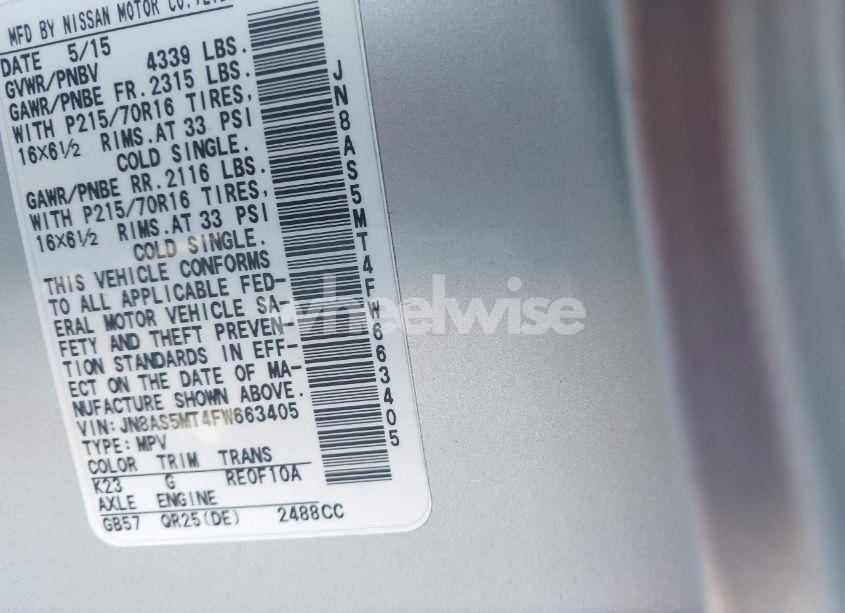 MFD BY NISSAN MOTOR CO.,LTD.
DATE 5/15
GVWR/PNBV 4339 LBS.
GAWR/PNBE FR. 2315 LBS.
WITH P215/70R16 TIRES,
16X6½ RIMS.AT 33 PSI
COLD SINGLE.
GAWR/PNBE RR. 2116 LBS.
WITH P215/70R16 TIRES,
16X6½ RIMS.AT 33 PSI
COLD SINGLE.
THIS VEHICLE CONFORMS
TO ALL APPLICABLE FED-
ERAL MOTOR VEHICLE SA-
FETY AND THEFT PREVEN-
TION STANDARDS IN EFF-
ECT ON THE DATE OF MA-
NUFACTURE SHOWN ABOVE.
VIN:JN8AS5MT4FW663405
TYPE:MPV
COLOR TRIM TRANS
K23 G RE0F10A
AXLE ENGINE
GB57 QR25(DE) 2488CC
JN8AS5MT4FW663405
wheelwise